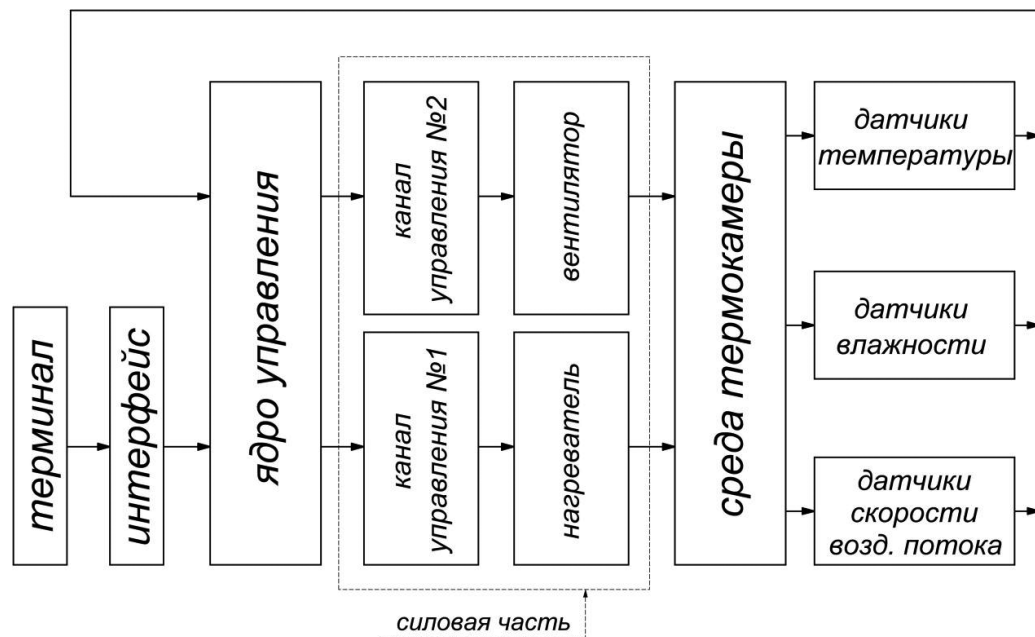 терминал
интерфейс
ядро управления
канал
управления №2
вентилятор
канал
управления №1
нагреватель
среда термокамеры
датчики
температуры
датчики
влажности
датчики
скорости
возд. потока
силовая часть